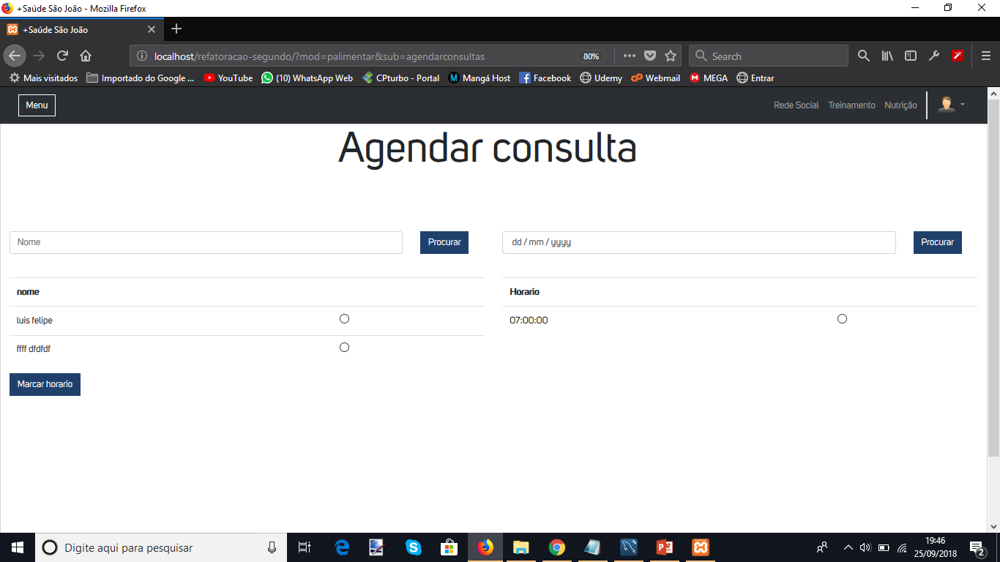 +Saúde São João - Mozilla Firefox
+Saúde São João
localhost/refatoracao-segundo/?mod=palimentar&sub=agendarconsultas
80%
Search
Mais visitados
Importado do Google ...
YouTube
(10) WhatsApp Web
CPturbo - Portal
Mangá Host
Facebook
Udemy
Webmail
MEGA
Entrar
Menu
Rede Social
Treinamento
Nutrição
Agendar consulta
Nome
Procurar
dd / mm / yyyy
Procurar
nome
Horario
luis felipe
07:00:00
ffff dfdfdf
Marcar horario
Digite aqui para pesquisar
19:46
25/09/2018
2